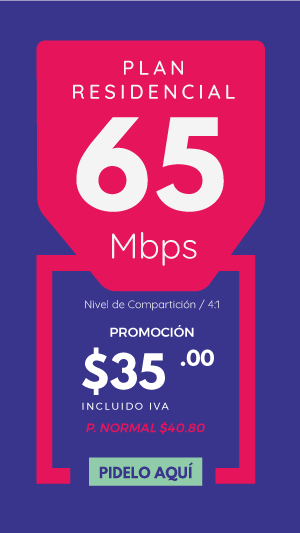 PLAN
RESIDENCIAL
65
Mbps
Nivel de Compartición / 4:1
PROMOCIÓN
$35 .00
INCLUIDO IVA
P. NORMAL $40.80
PIDELO AQUÍ